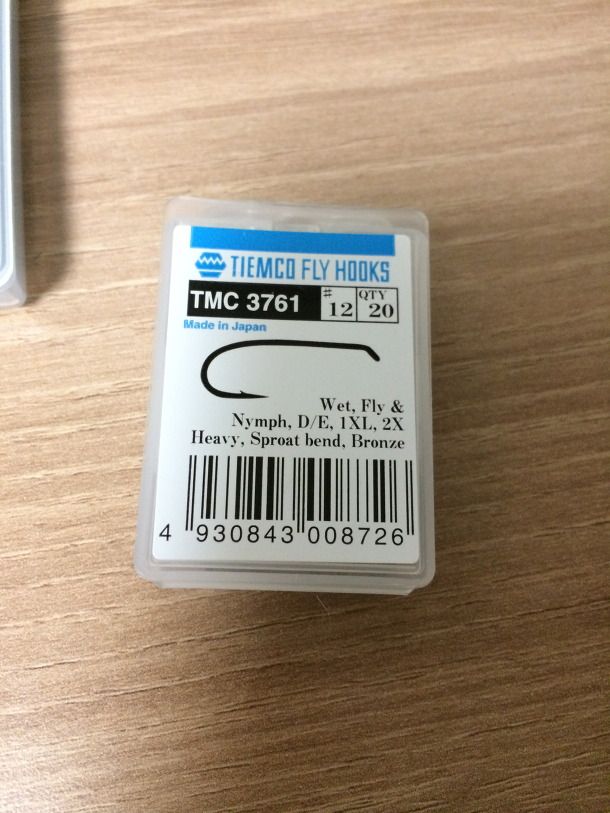 TIEMCO FLY HOOKS
TMC 3761 # 12 QTY 20
Made in Japan
Wet, Fly &
Nymph, D/E, 1XL, 2X
Heavy, Sproat bend, Bronze
4 930843 008726